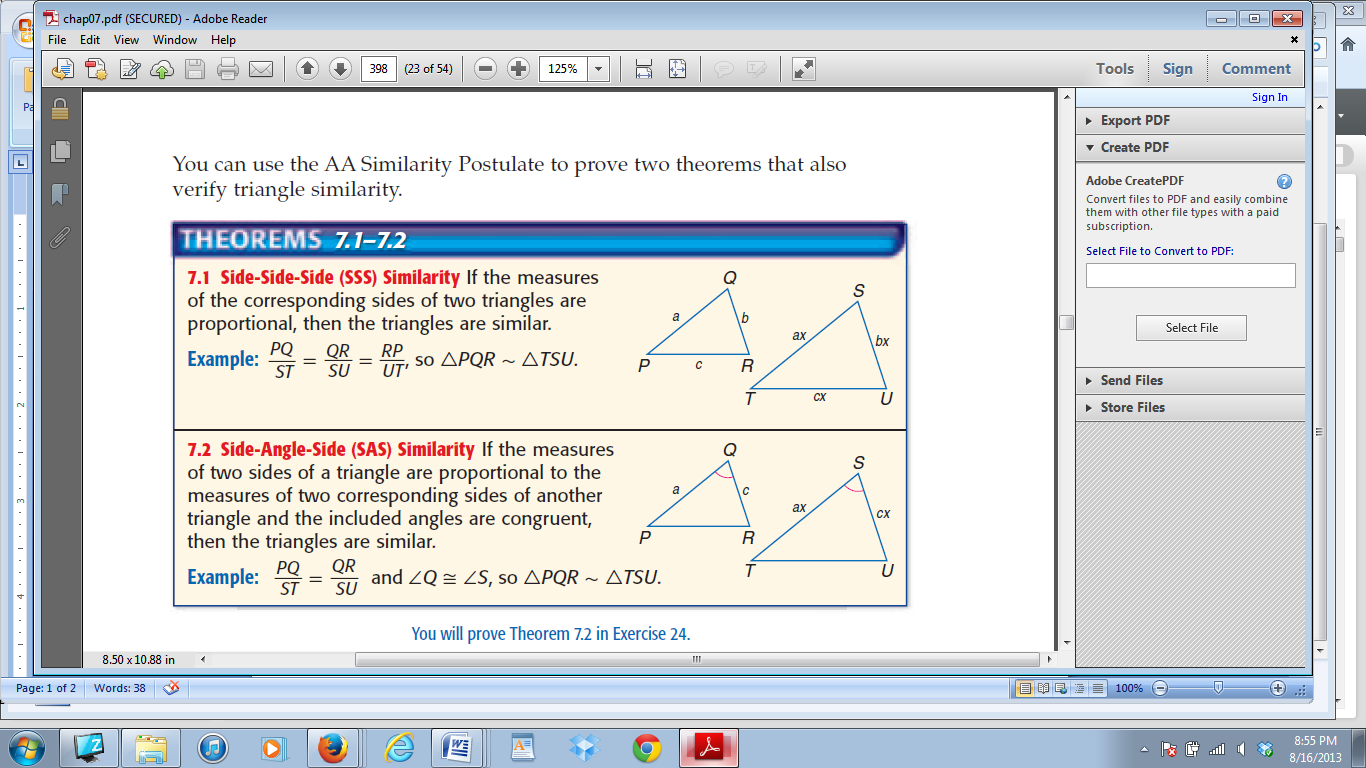 chap07.pdf (SECURED) - Adobe Reader
File Edit View Window Help
398 (23 of 54) 125% Tools Sign Comment
Sign In
Export PDF
Create PDF
Adobe CreatePDF
Convert files to PDF and easily combine
them with other file types with a paid
subscription.
Select File to Convert to PDF:
Select File
Send Files
Store Files
You can use the AA Similarity Postulate to prove two theorems that also
verify triangle similarity.
THEOREMS 7.1–7.2
7.1 Side-Side-Side (SSS) Similarity If the measures
of the corresponding sides of two triangles are
proportional, then the triangles are similar.
Example: PQ/ST = QR/SU = RP/UT, so △PQR ~ △TSU.
Q
a
b
P
c
R
S
ax
bx
T
cx
U
7.2 Side-Angle-Side (SAS) Similarity If the measures
of two sides of a triangle are proportional to the
measures of two corresponding sides of another
triangle and the included angles are congruent,
then the triangles are similar.
Example: PQ/ST = QR/SU and ∠Q ≅ ∠S, so △PQR ~ △TSU.
Q
a
c
P
R
S
ax
cx
T
U
You will prove Theorem 7.2 in Exercise 24.
8.50 x 10.88 in
Page: 1 of 2 Words: 38 100%
8:55 PM
8/16/2013